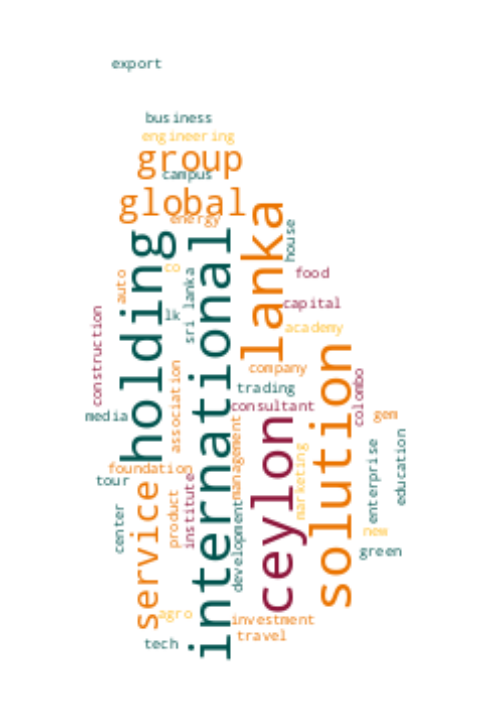 export
business
engineering
group
campus
global
energy
holding
international
lanka
house
co
auto
sri lanka
lk
food
capital
construction
academy
solution
company
association
trading
colombo
consultant
media
ceylon
gem
management
education
enterprise
marketing
foundation
tour
service
product
institute
center
development
new
green
agro
investment
travel
tech